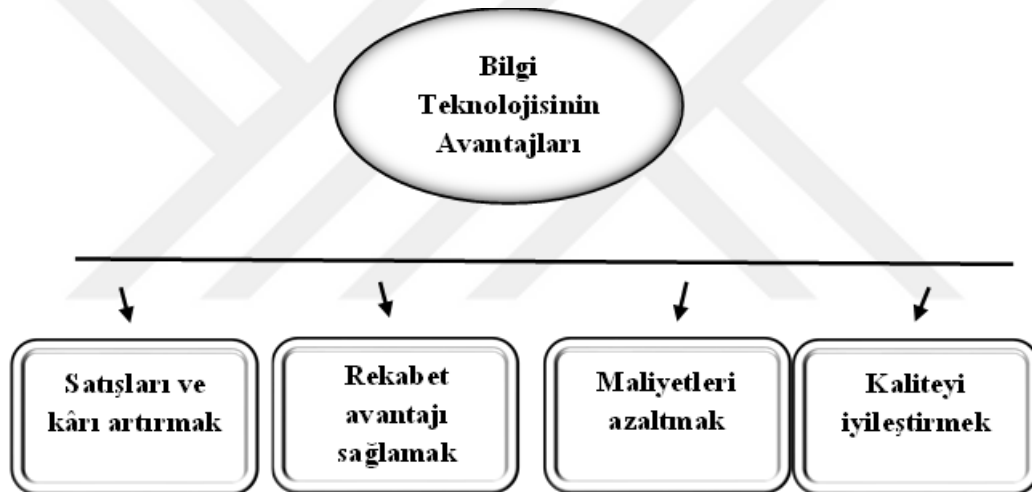 Bilgi
Teknolojisinin
Avantajları
Satışları ve
kârı artırmak
Rekabet
avantajı
sağlamak
Maliyetleri
azaltmak
Kaliteyi
iyileştirmek